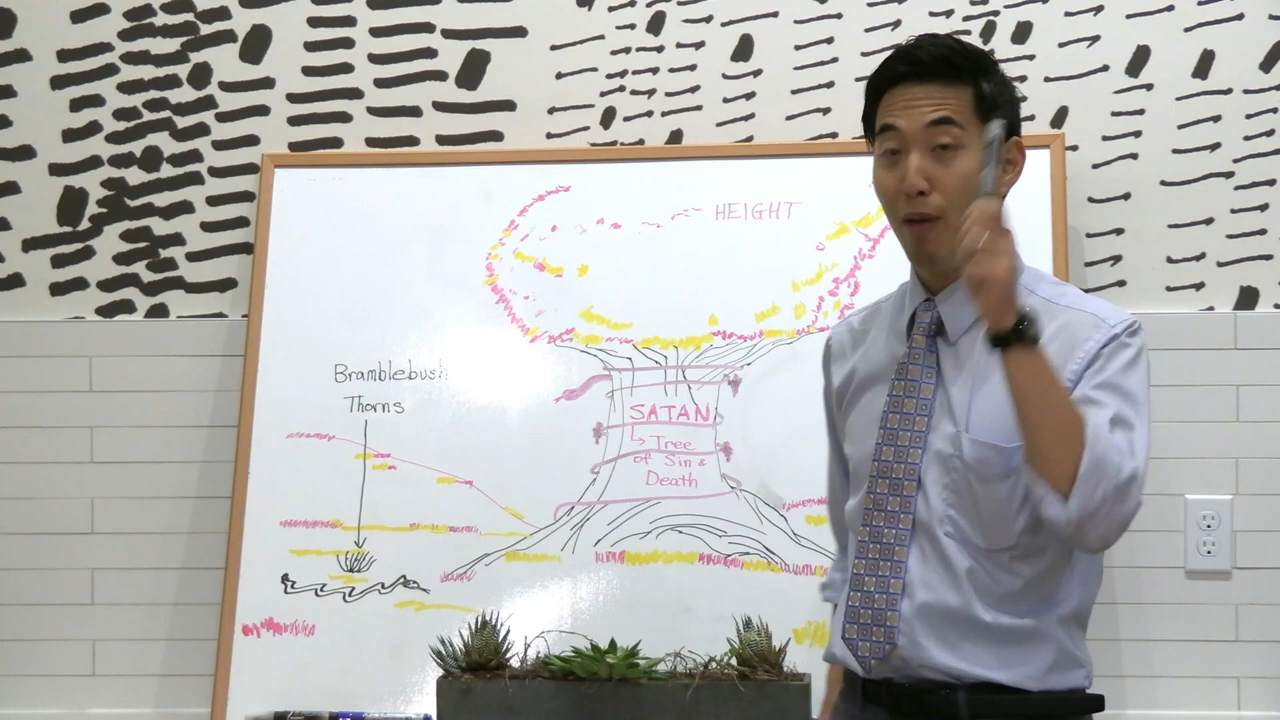 HEIGHT
Bramblebush
Thorns
SATAN
↳ Tree
of Sin &
Death